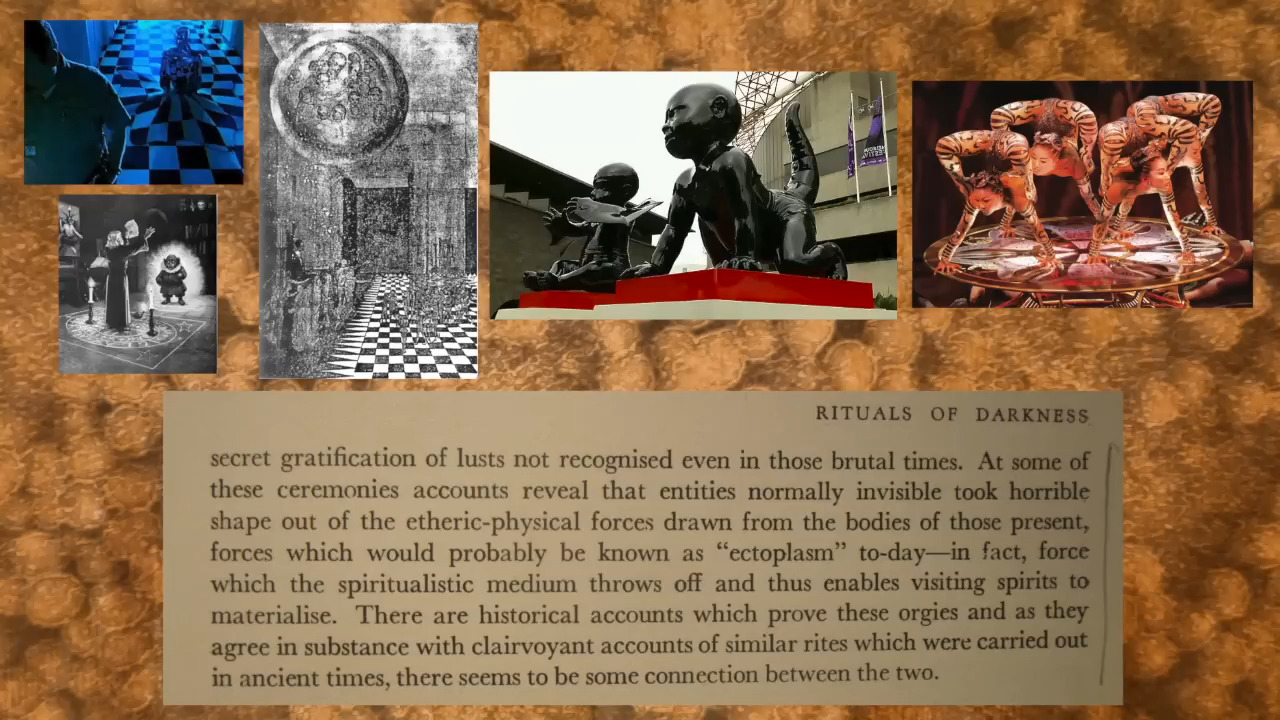 RITUALS OF DARKNESS
secret gratification of lusts not recognised even in those brutal times. At some of
these ceremonies accounts reveal that entities normally invisible took horrible
shape out of the etheric-physical forces drawn from the bodies of those present,
forces which would probably be known as “ectoplasm” to-day—in fact, force
which the spiritualistic medium throws off and thus enables visiting spirits to
materialise. There are historical accounts which prove these orgies and as they
agree in substance with clairvoyant accounts of similar rites which were carried out
in ancient times, there seems to be some connection between the two.